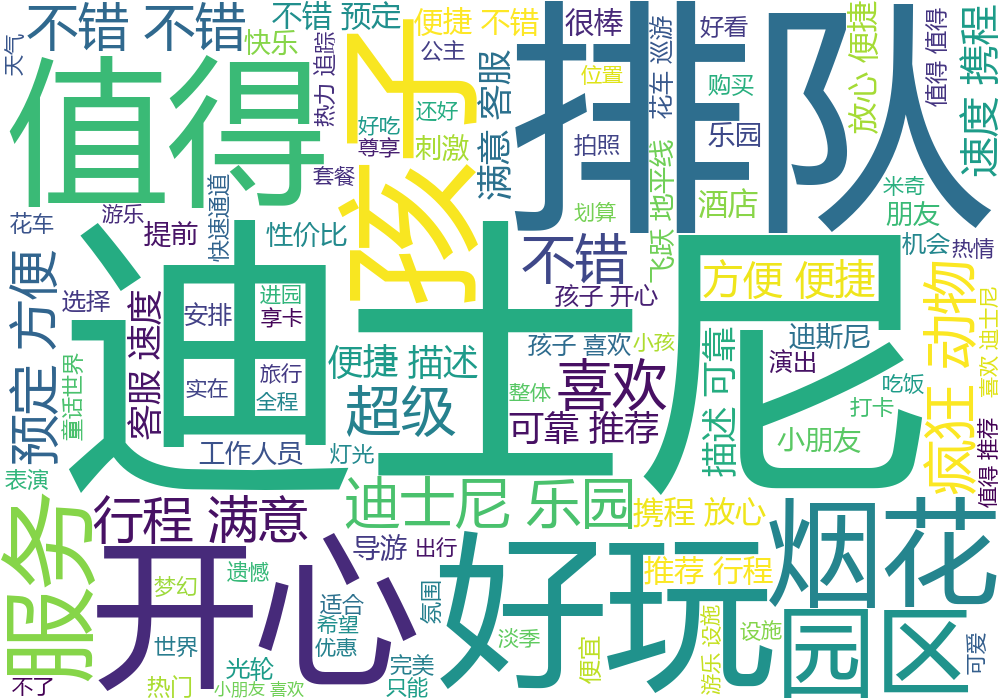 不错 不错
不错 预定
便捷 不错
很棒
巡游
花车
好看
放心 便捷
值得 值得
速度 携程
天气
快乐
热力 追踪
公主
位置
购买
值得
孩子
排队
还好
满意 客服
好吃
尊享
刺激
拍照
乐园
套餐
米奇
花车
游乐
提前
快速通道
性价比
划算
飞跃 地平线
酒店
朋友
机会
热情
不错
方便 便捷
预定 方便
选择
客服 速度
安排
进园
享卡
迪士尼
孩子 开心
孩子 喜欢
小孩
迪斯尼
疯狂 动物
喜欢 迪士尼
童话世界
便捷 描述
演出
描述 可靠
实在
旅行
全程
超级
整体
喜欢
吃饭
打卡
可靠 推荐
小朋友
值得 推荐
工作人员
灯光
表演
服务
行程 满意
迪士尼 乐园
携程 放心
烟花
开心
导游
出行
好玩
推荐 行程
梦幻
遗憾
适合
希望
优惠
氛围
园区
世界
光轮
淡季
便宜
游乐 设施
设施
可爱
不了
热门
小朋友 喜欢
完美
只能